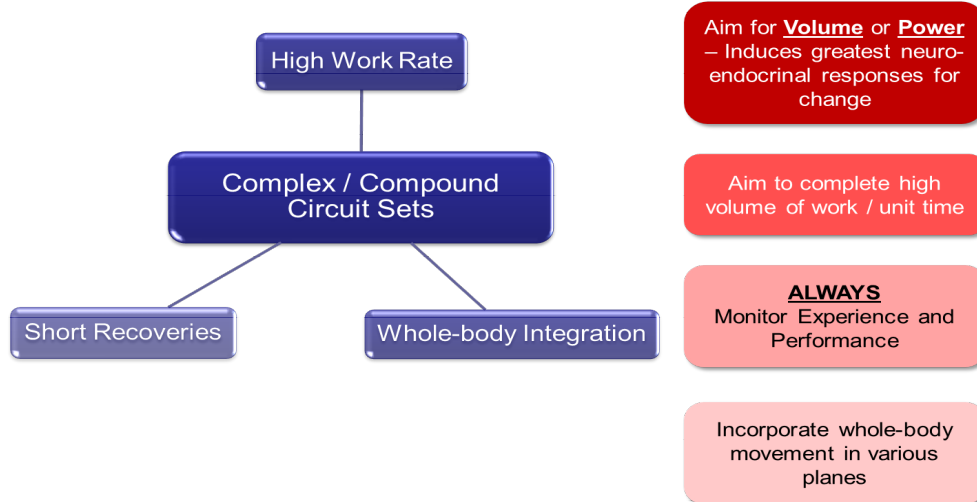 High Work Rate
Complex / Compound
Circuit Sets
Short Recoveries
Whole-body Integration
Aim for Volume or Power
– Induces greatest neuro-
endocrinal responses for
change
Aim to complete high
volume of work / unit time
ALWAYS
Monitor Experience and
Performance
Incorporate whole-body
movement in various
planes